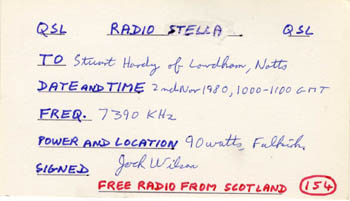 QSL RADIO STELLA QSL
TO Stuart Hardy of Lowdham, Notts
DATE AND TIME 2nd Nov 1980, 1000-1100 GMT
FREQ. 7390 KHz
POWER AND LOCATION 90 watts, Falkirk.
SIGNED Jock Wilson
FREE RADIO FROM SCOTLAND 154